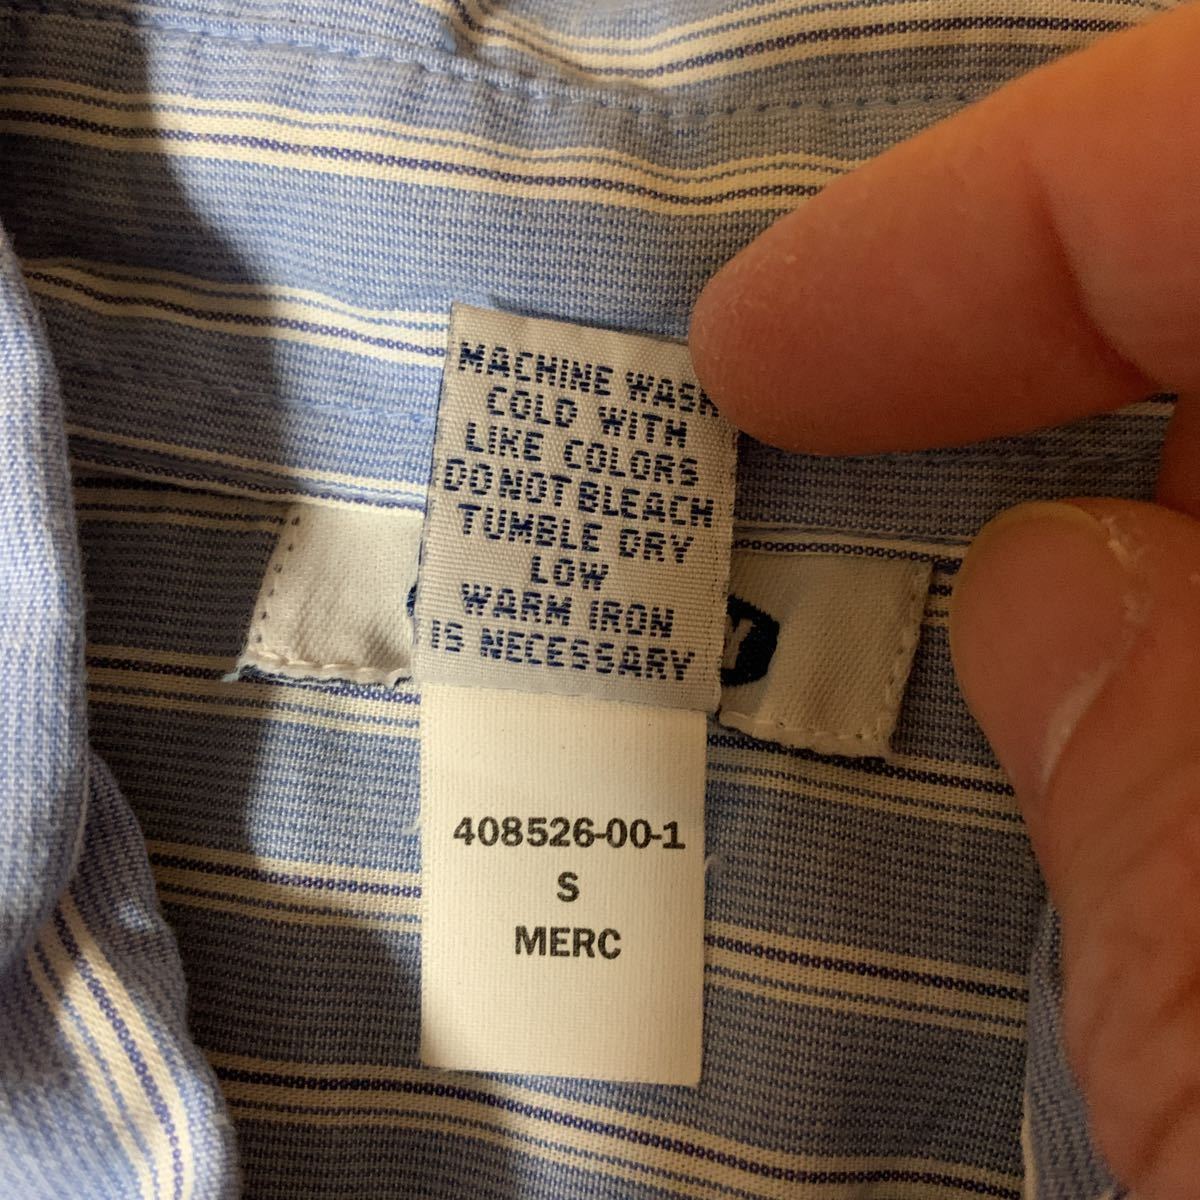 MACHINE WASH
COLD WITH
LIKE COLORS
DO NOT BLEACH
TUMBLE DRY
LOW
WARM IRON
IS NECESSARY
Y
408526-00-1
S
MERC